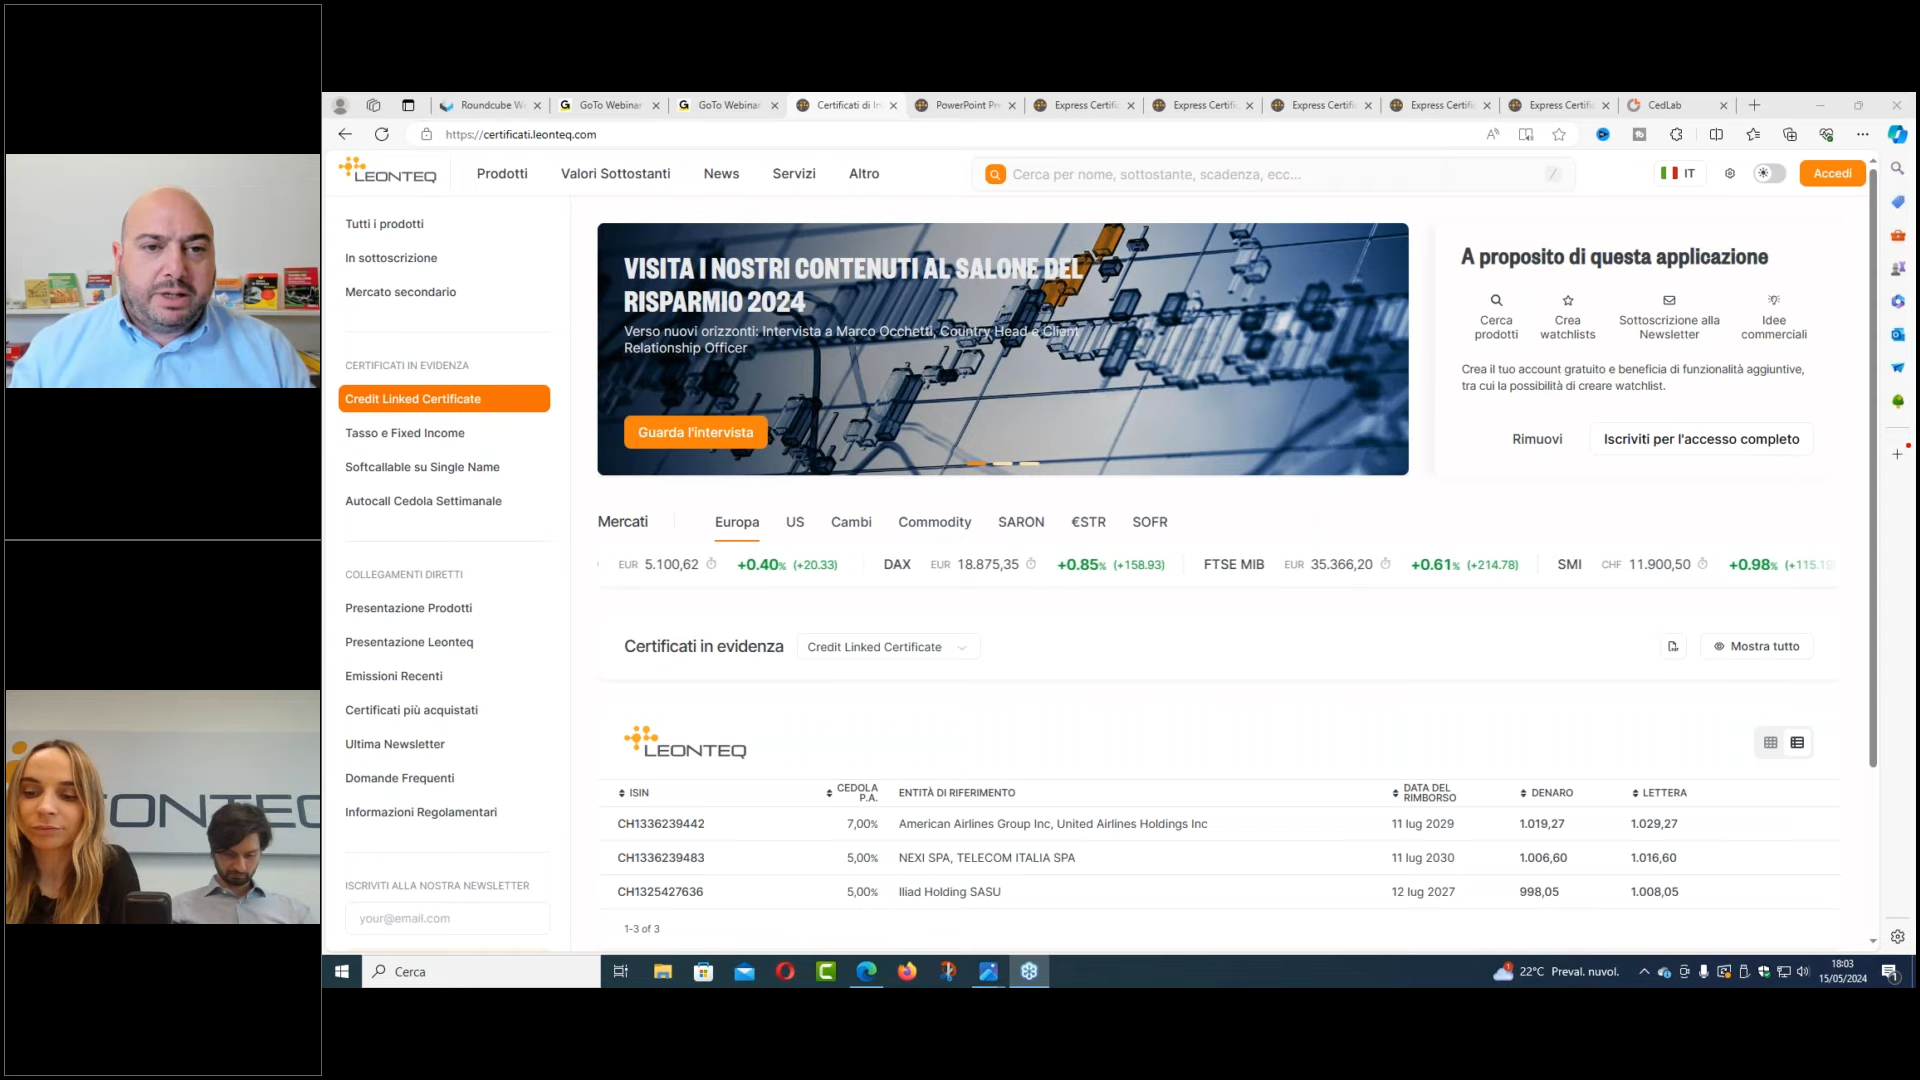 Roundcube W
GoTo Webinar
GoTo Webinar
Certificati di In
PowerPoint Pr
Express Certifi
Express Certifi
Express Certifi
Express Certifi
Express Certifi
CedLab
https://certificati.leonteq.com
LEONTEQ
Prodotti
Valori Sottostanti
News
Servizi
Altro
Cerca per nome, sottostante, scadenza, ecc...
/
IT
Accedi
Tutti i prodotti
In sottoscrizione
Mercato secondario
CERTIFICATI IN EVIDENZA
Credit Linked Certificate
Tasso e Fixed Income
Softcallable su Single Name
Autocall Cedola Settimanale
COLLEGAMENTI DIRETTI
Presentazione Prodotti
Presentazione Leonteq
Emissioni Recenti
Certificati più acquistati
Ultima Newsletter
Domande Frequenti
Informazioni Regolamentari
ISCRIVITI ALLA NOSTRA NEWSLETTER
your@email.com
VISITA I NOSTRI CONTENUTI AL SALONE DEL
RISPARMIO 2024
Verso nuovi orizzonti: Intervista a Marco Occhetti, Country Head e Client
Relationship Officer
Guarda l'intervista
A proposito di questa applicazione
Cerca prodotti
Crea watchlists
Sottoscrizione alla Newsletter
Idee commerciali
Crea il tuo account gratuito e beneficia di funzionalità aggiuntive,
tra cui la possibilità di creare watchlist.
Rimuovi
Iscriviti per l'accesso completo
Mercati
Europa
US
Cambi
Commodity
SARON
€STR
SOFR
EUR 5.100,62 +0.40% (+20.33)
DAX EUR 18.875,35 +0.85% (+158.93)
FTSE MIB EUR 35.366,20 +0.61% (+214.78)
SMI CHF 11.900,50 +0.98% (+115.19
Certificati in evidenza
Credit Linked Certificate
Mostra tutto
LEONTEQ
ISIN CEDOLA P.A. ENTITÀ DI RIFERIMENTO DATA DEL RIMBORSO DENARO LETTERA
CH1336239442 7,00% American Airlines Group Inc, United Airlines Holdings Inc 11 lug 2029 1.019,27 1.029,27
CH1336239483 5,00% NEXI SPA, TELECOM ITALIA SPA 11 lug 2030 1.006,60 1.016,60
CH1325427636 5,00% Iliad Holding SASU 12 lug 2027 998,05 1.008,05
1-3 of 3
Cerca
22°C Preval. nuvol.
18:03
15/05/2024
EONTEQ